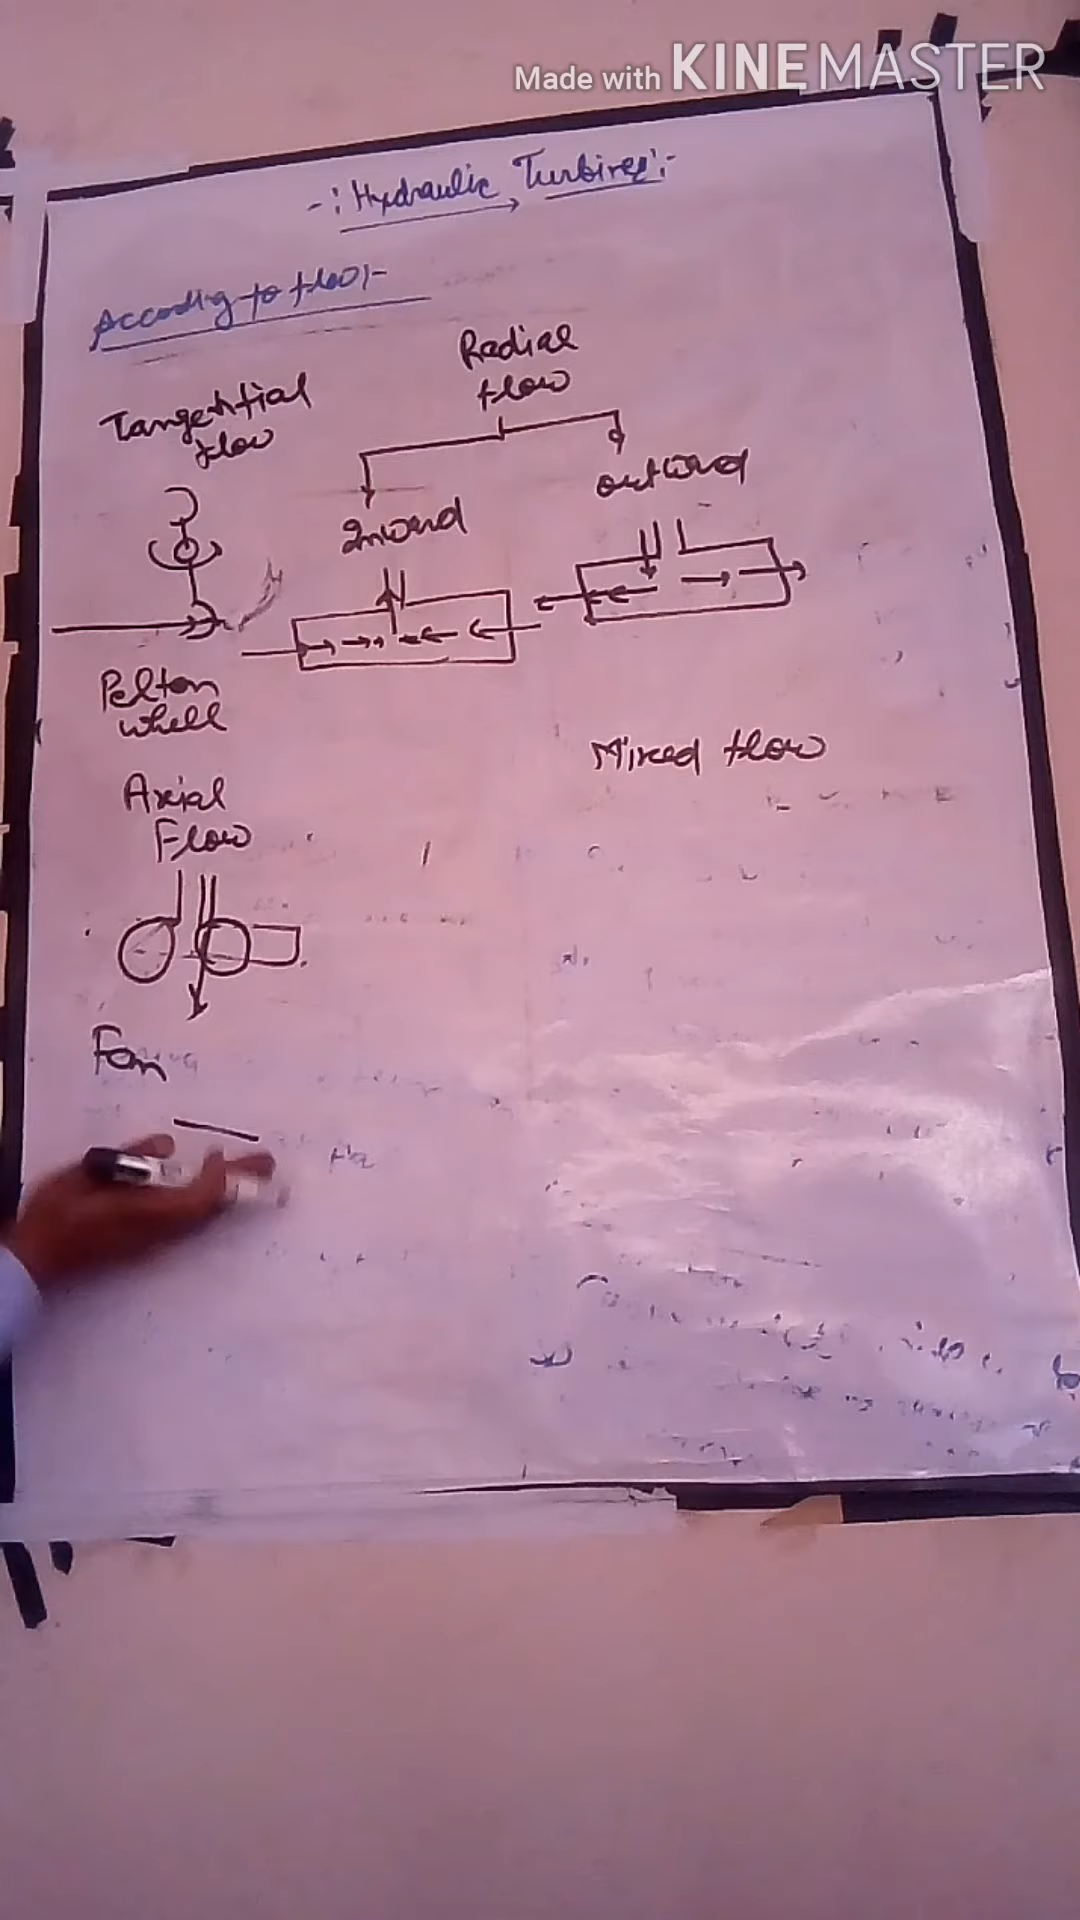 Made with KINEMASTER
-: Hydraulic Turbines:-
According to flow:-
Tangential
flow
Radial
flow
Inward
outward
Pelton
whell
Axial
Flow
Mixed flow
Fan